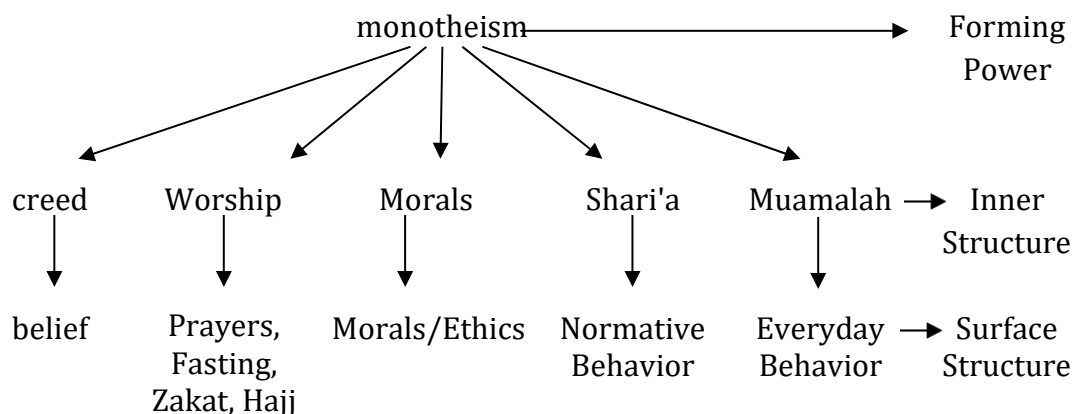 monotheism
Forming
Power
creed
Worship
Morals
Shari'a
Muamalah
Inner
Structure
belief
Prayers,
Fasting,
Zakat, Hajj
Morals/Ethics
Normative
Behavior
Everyday
Behavior
Surface
Structure